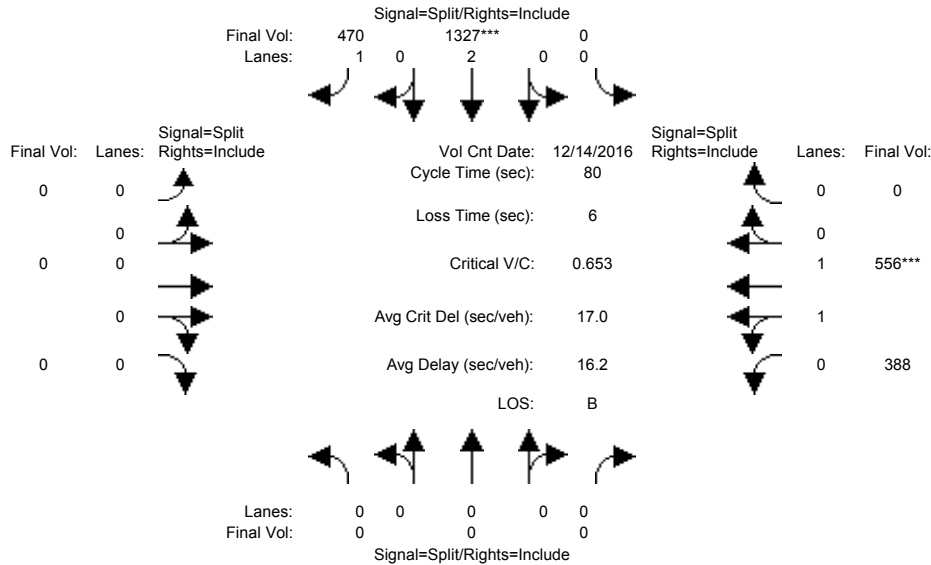 Signal=Split/Rights=Include
Final Vol: 470 1327*** 0
Lanes: 1 0 2 0 0
Signal=Split Signal=Split
Final Vol: Lanes: Rights=Include Vol Cnt Date: 12/14/2016 Rights=Include Lanes: Final Vol:
Cycle Time (sec): 80
0 0 0 0
Loss Time (sec): 6
0 0
0 0 Critical V/C: 0.653 1 556***
0 Avg Crit Del (sec/veh): 17.0 1
0 0 Avg Delay (sec/veh): 16.2 0 388
LOS: B
Lanes: 0 0 0 0 0
Final Vol: 0 0 0
Signal=Split/Rights=Include